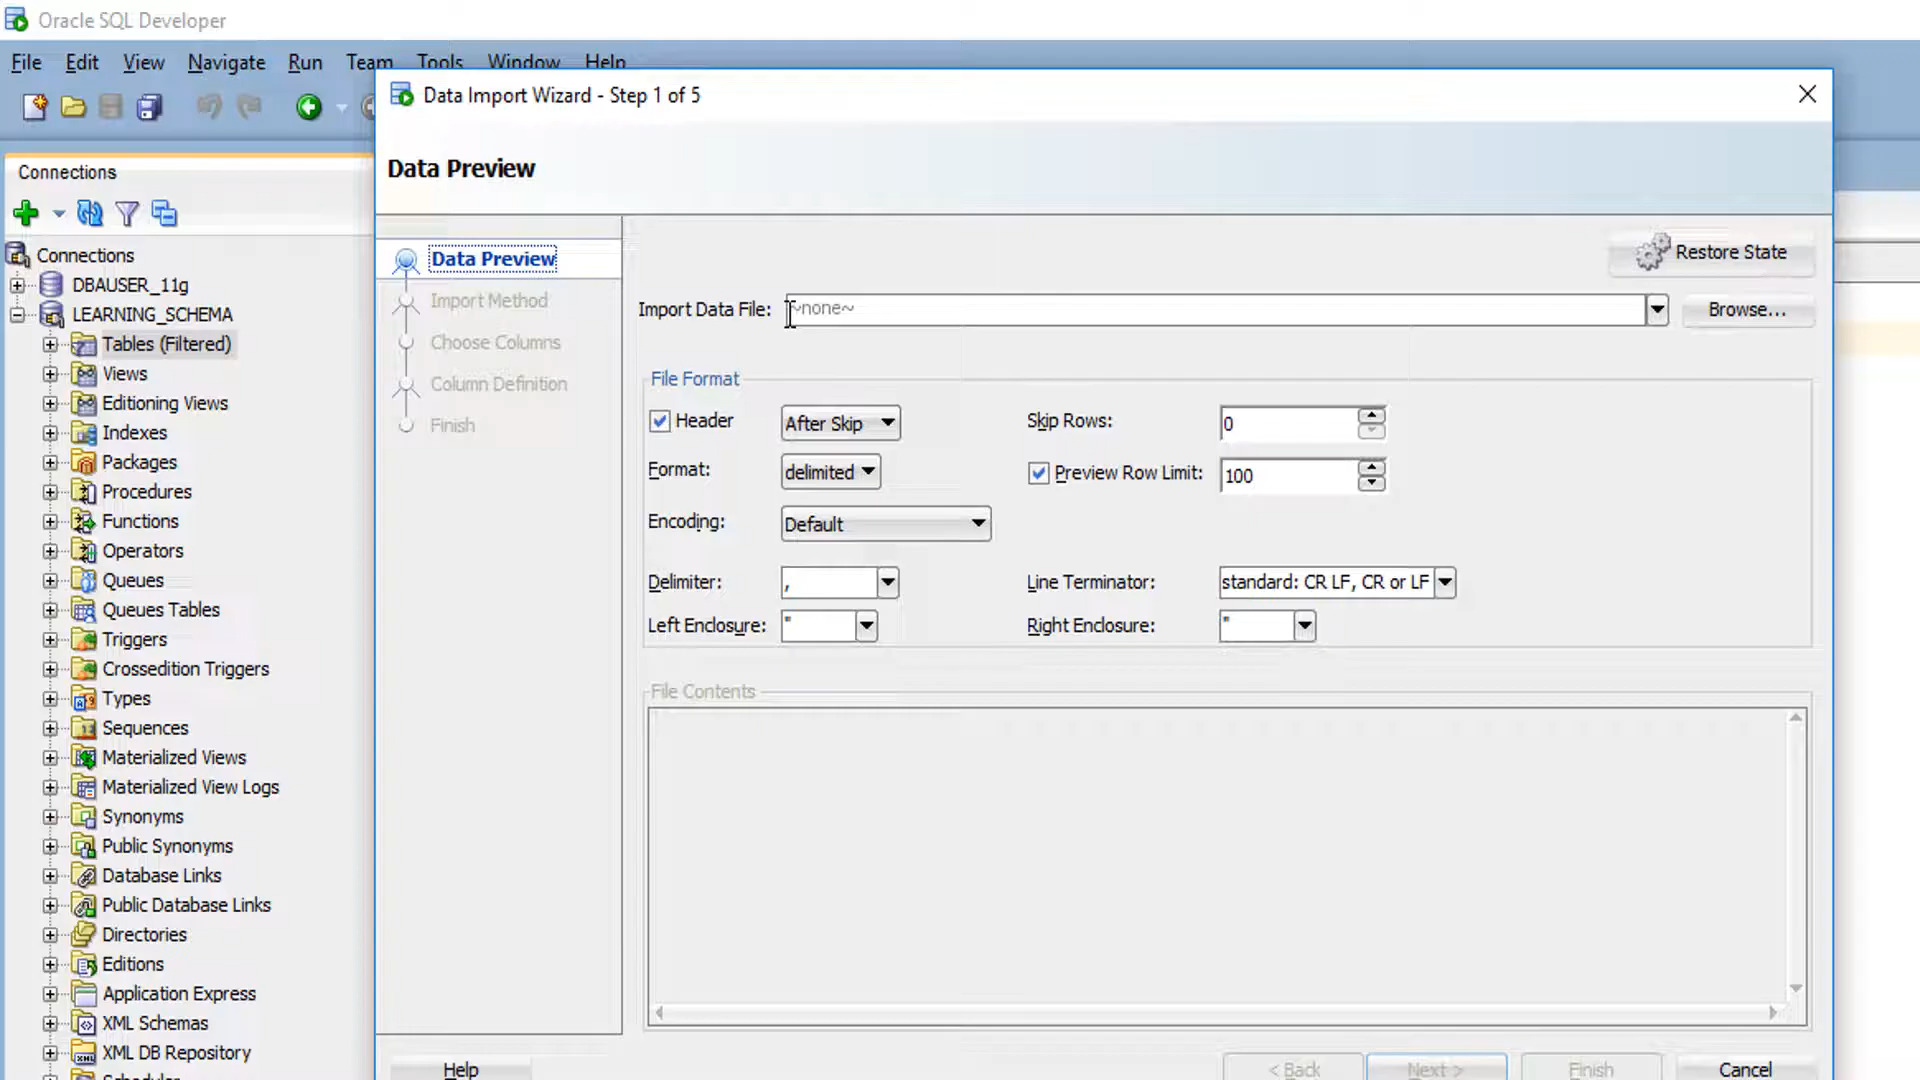 Oracle SQL Developer
File Edit View Navigate Run Team Tools Window Help
Data Import Wizard - Step 1 of 5
Data Preview
Connections
Connections
DBAUSER_11g
LEARNING_SCHEMA
Tables (Filtered)
Views
Editioning Views
Indexes
Packages
Procedures
Functions
Operators
Queues
Queues Tables
Triggers
Crossedition Triggers
Types
Sequences
Materialized Views
Materialized View Logs
Synonyms
Public Synonyms
Database Links
Public Database Links
Directories
Editions
Application Express
XML Schemas
XML DB Repository
Data Preview
Import Method
Choose Columns
Column Definition
Finish
Restore State
Import Data File: ~none~ Browse...
File Format
Header After Skip Skip Rows: 0
Format: delimited Preview Row Limit: 100
Encoding: Default
Delimiter: , Line Terminator: standard: CR LF, CR or LF
Left Enclosure: " Right Enclosure: "
File Contents
Help < Back Next > Finish Cancel